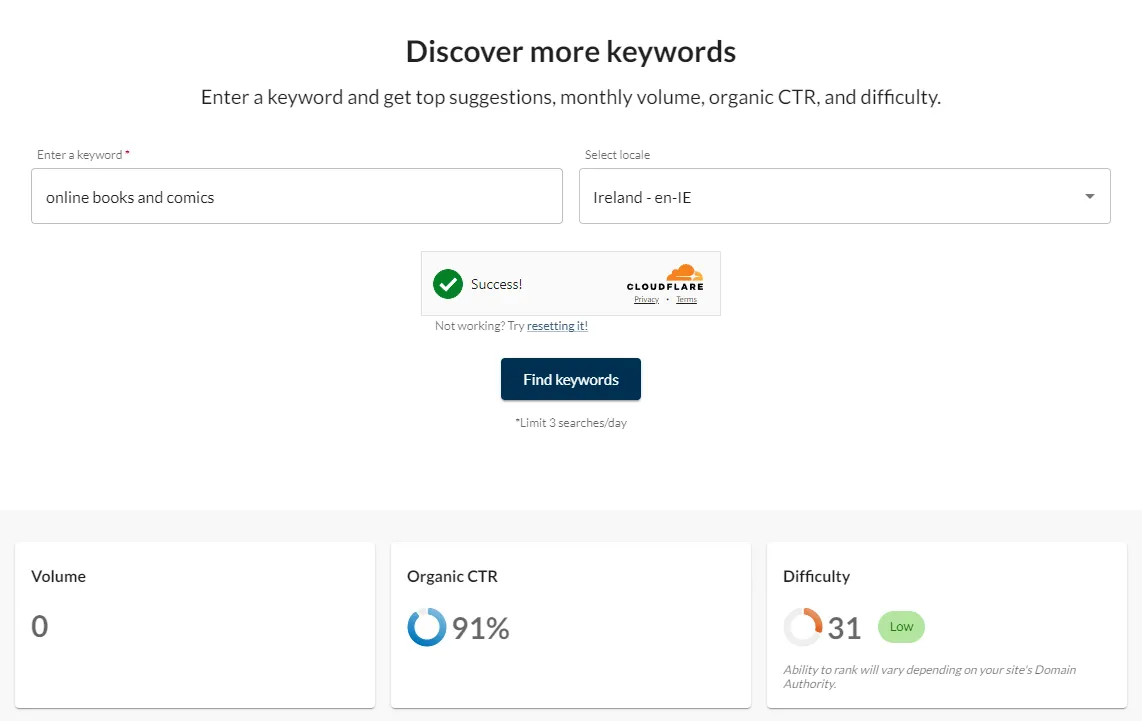 Discover more keywords
Enter a keyword and get top suggestions, monthly volume, organic CTR, and difficulty.
Enter a keyword *
Select locale
online books and comics
Ireland - en-IE
Success!
CLOUDFLARE
Privacy • Terms
Not working? Try resetting it!
Find keywords
*Limit 3 searches/day
Volume
Organic CTR
Difficulty
0
91%
31
Low
Ability to rank will vary depending on your site's Domain
Authority.